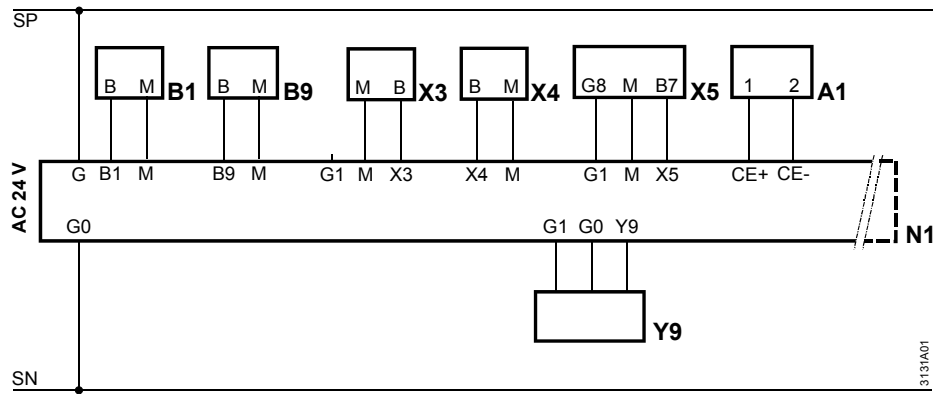 SP
B M B1
B M B9
M B X3
B M X4
G8 M B7 X5
1 2 A1
AC 24 V
G B1 M B9 M G1 M X3 X4 M G1 M X5 CE+ CE-
G0 G1 G0 Y9
N1
Y9
SN
3131A01